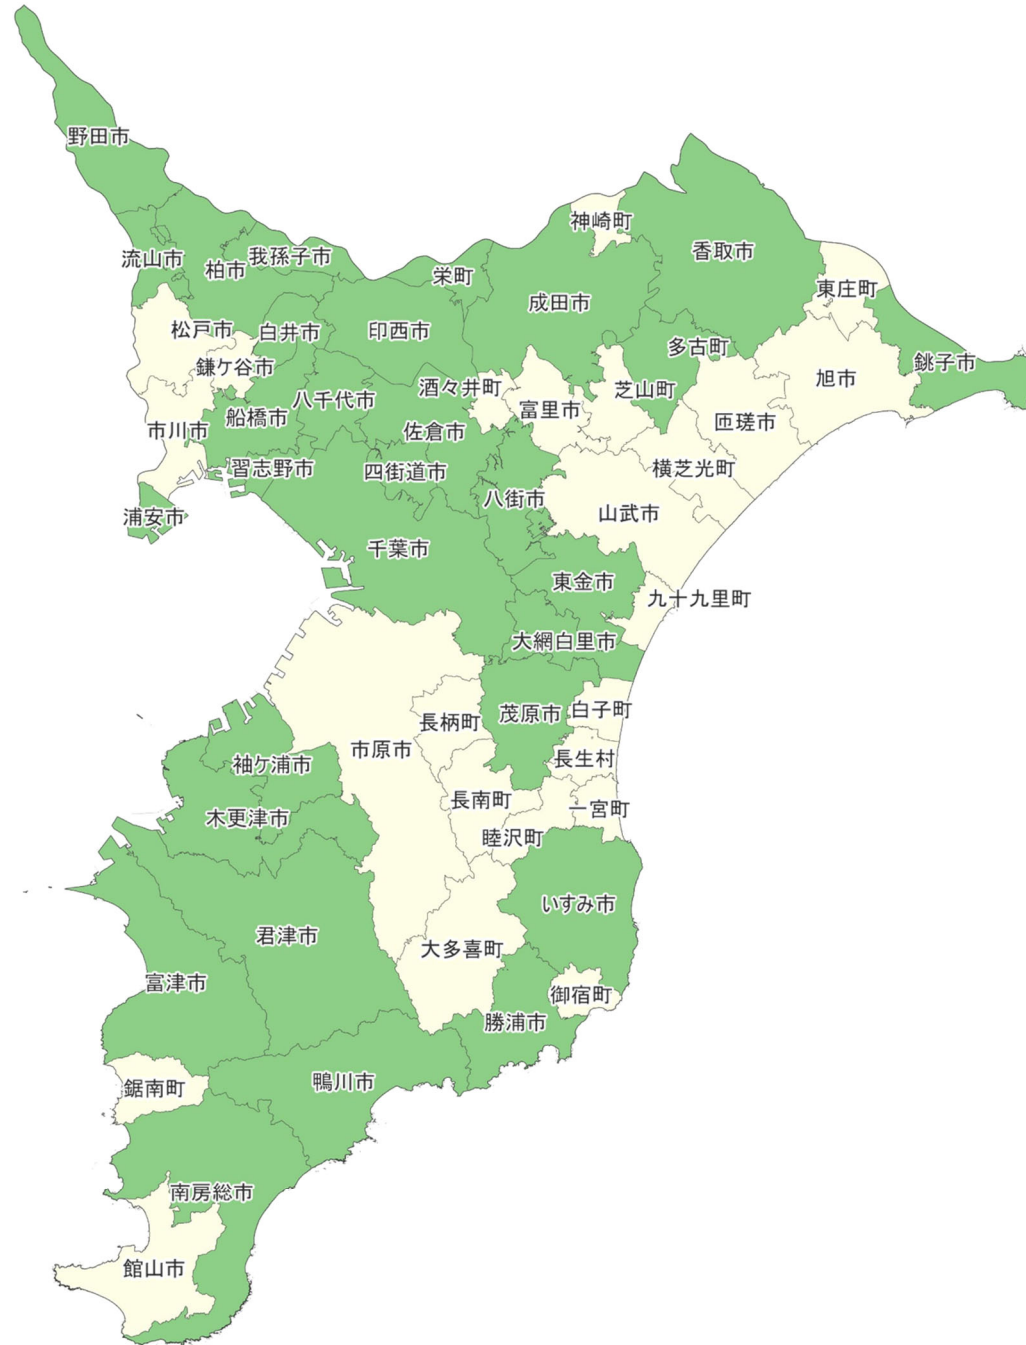 野田市
神崎町
香取市
流山市
柏市
我孫子市
栄町
成田市
東庄町
松戸市
白井市
印西市
多古町
銚子市
鎌ケ谷市
旭市
酒々井町
芝山町
八千代市
富里市
船橋市
匝瑳市
市川市
佐倉市
習志野市
四街道市
横芝光町
八街市
浦安市
山武市
千葉市
東金市
九十九里町
大網白里市
白子町
茂原市
長柄町
市原市
長生村
袖ケ浦市
長南町
一宮町
木更津市
睦沢町
いすみ市
君津市
大多喜町
富津市
御宿町
勝浦市
鴨川市
鋸南町
南房総市
館山市